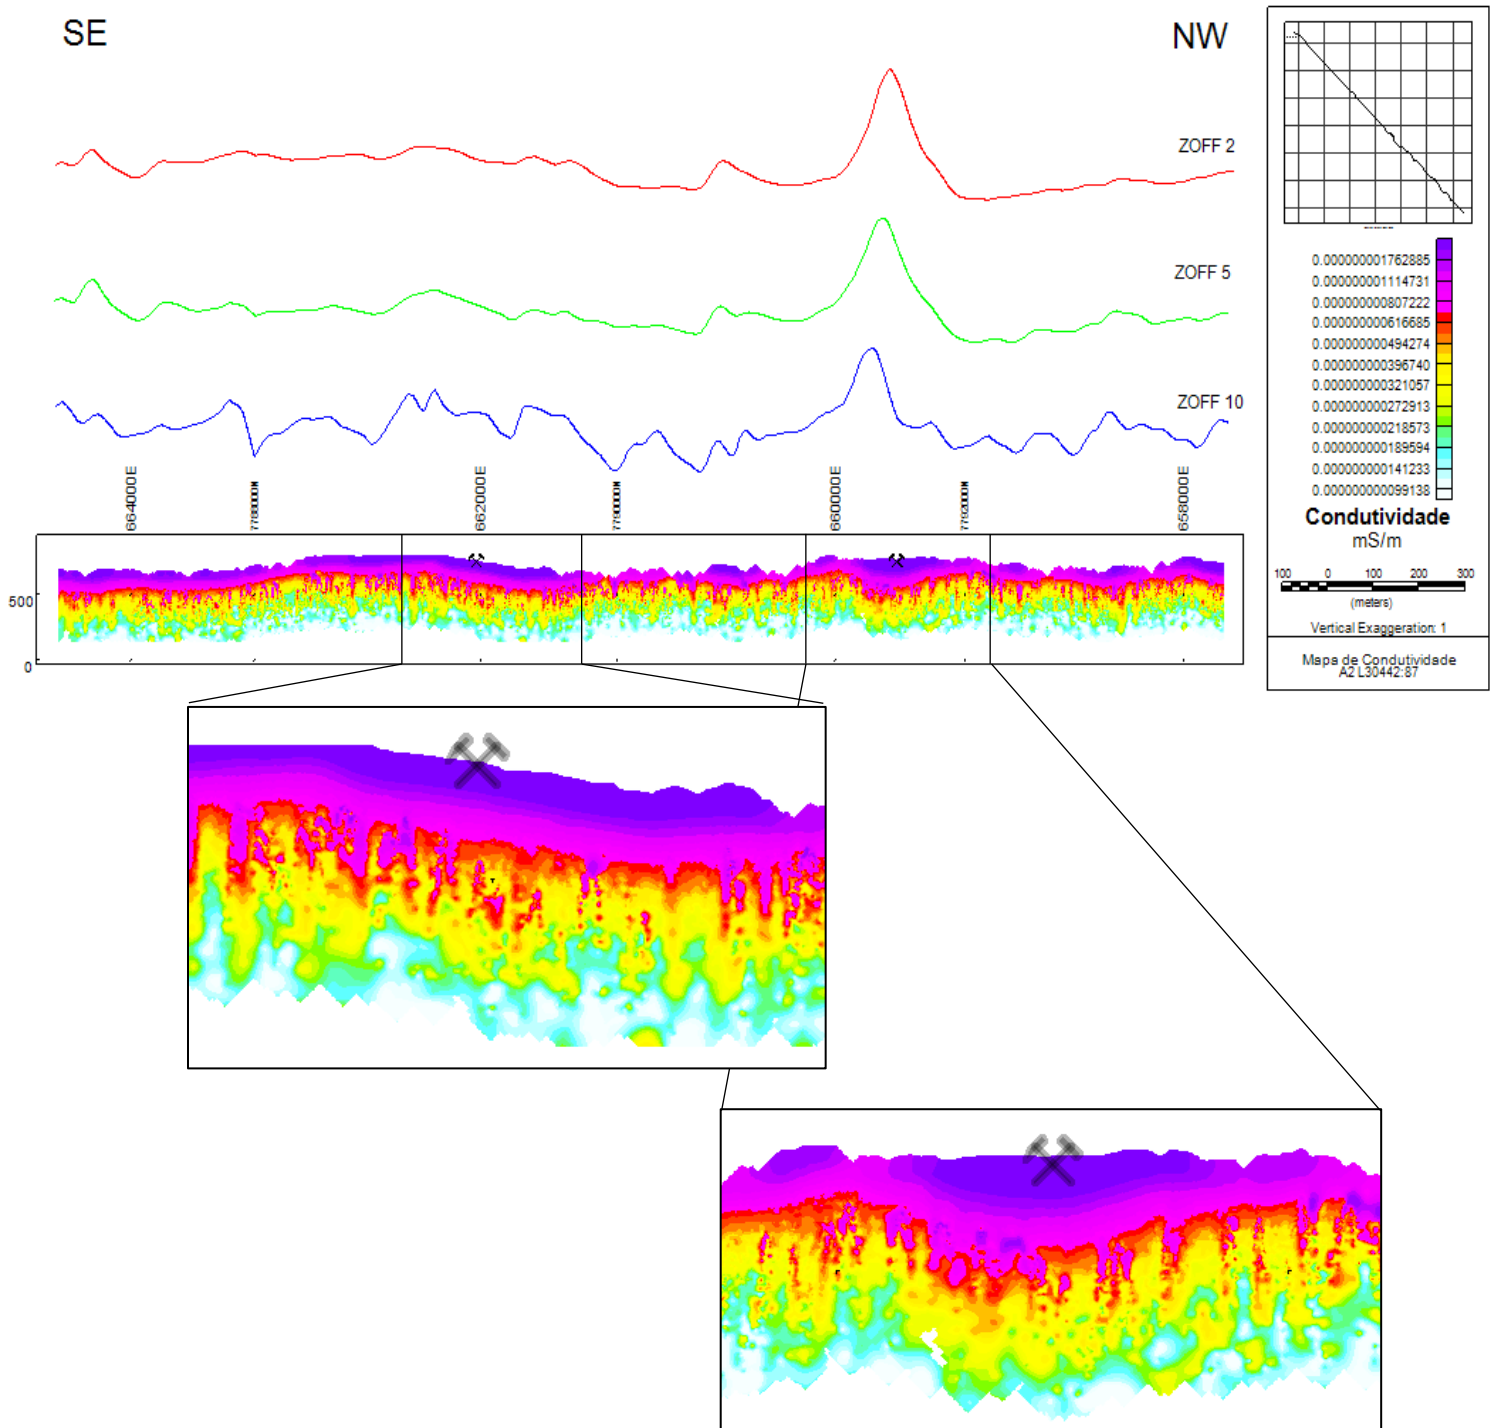 SE
NW
ZOFF 2
ZOFF 5
ZOFF 10
664000E
662000E
660000E
7792000N
658000E
500
0
0.000000001762885
0.000000001114731
0.000000000807222
0.000000000616685
0.000000000494274
0.000000000396740
0.000000000321057
0.000000000272913
0.000000000218573
0.000000000189594
0.000000000141233
0.000000000099138
Condutividade
mS/m
100 0 100 200 300
(meters)
Vertical Exaggeration: 1
Mapa de Condutividade
A2 L30442:87